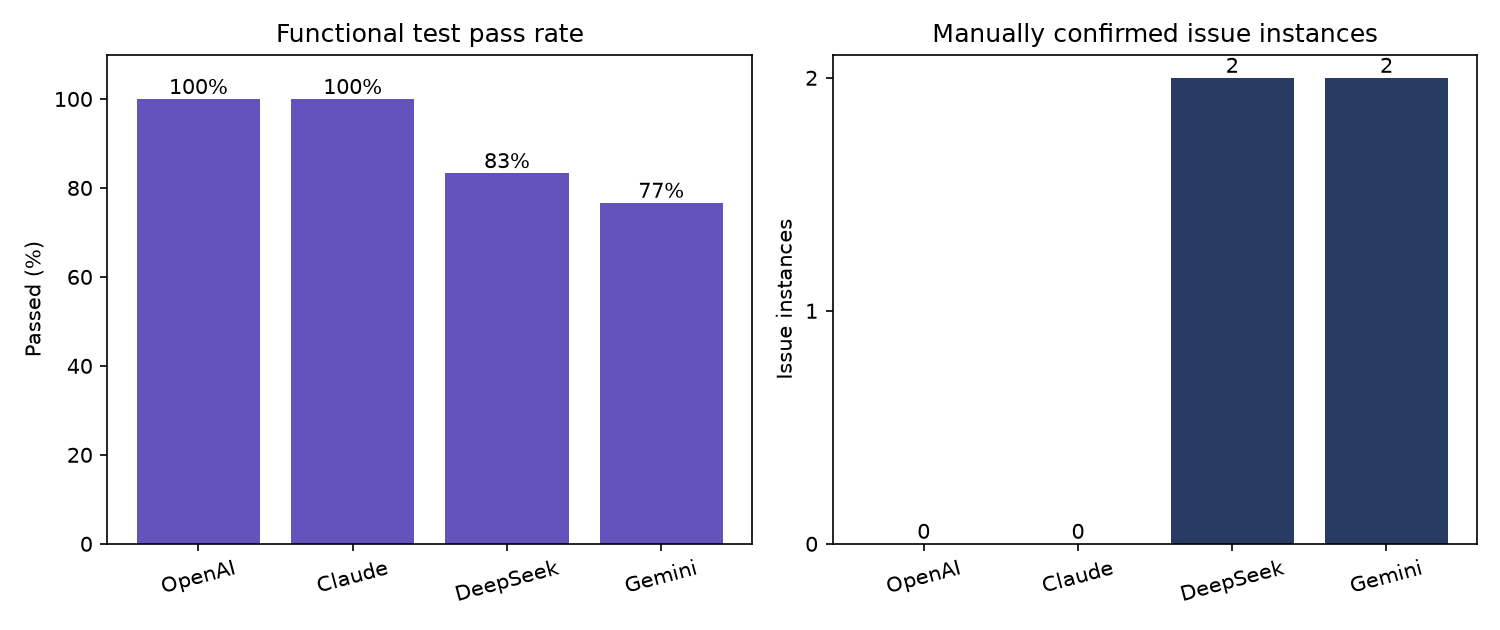 Functional test pass rate
Passed (%)
100
80
60
40
20
0
100%
100%
83%
77%
OpenAI
Claude
DeepSeek
Gemini
Manually confirmed issue instances
Issue instances
2
1
0
0
0
2
2
OpenAI
Claude
DeepSeek
Gemini